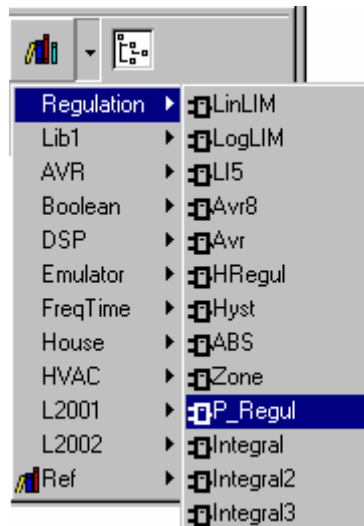 Regulation
Lib1
AVR
Boolean
DSP
Emulator
FreqTime
House
HVAC
L2001
L2002
Ref
LinLIM
LogLIM
LI5
Avr8
Avr
HRegul
Hyst
ABS
Zone
P_Regul
Integral
Integral2
Integral3